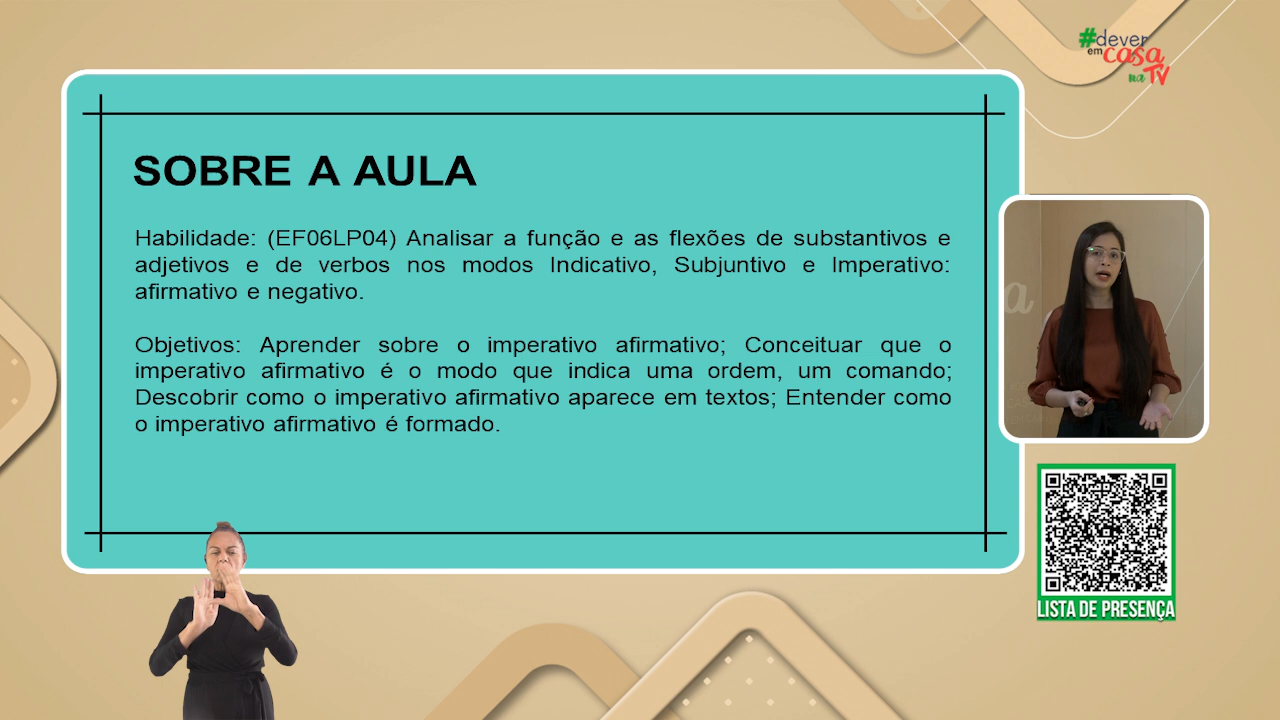 #dever
em casa
na TV
SOBRE A AULA
Habilidade: (EF06LP04) Analisar a função e as flexões de substantivos e
adjetivos e de verbos nos modos Indicativo, Subjuntivo e Imperativo:
afirmativo e negativo.
Objetivos: Aprender sobre o imperativo afirmativo; Conceituar que o
imperativo afirmativo é o modo que indica uma ordem, um comando;
Descobrir como o imperativo afirmativo aparece em textos; Entender como
o imperativo afirmativo é formado.
LISTA DE PRESENÇA